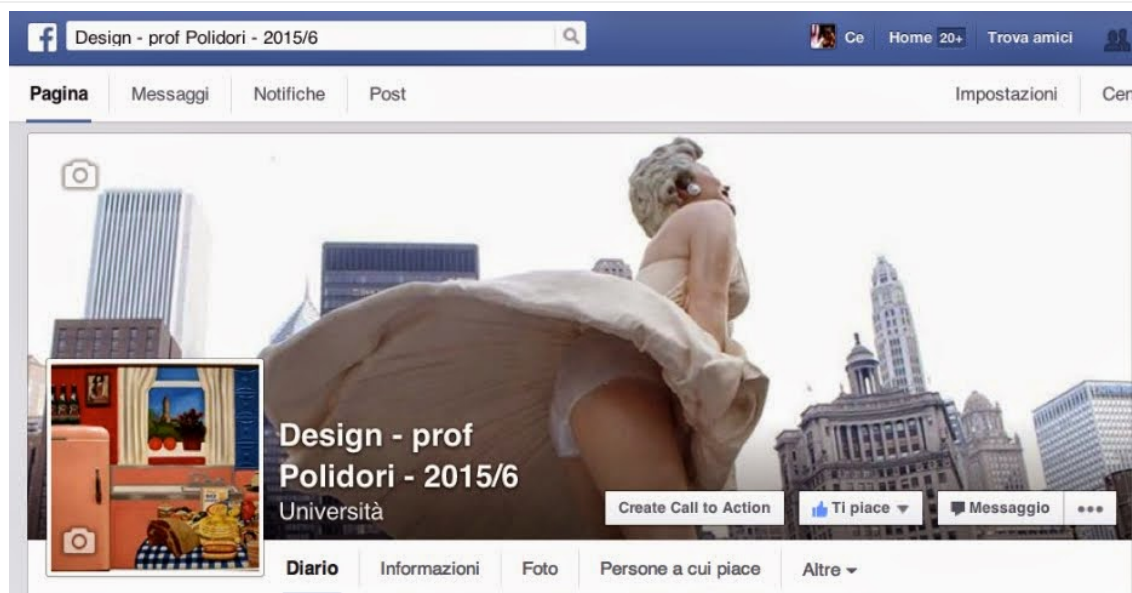 f Design - prof Polidori - 2015/6 Ce Home 20+ Trova amici
Pagina Messaggi Notifiche Post Impostazioni Cen
Design - prof
Polidori - 2015/6
Università
Create Call to Action Ti piace Messaggio
Diario Informazioni Foto Persone a cui piace Altre